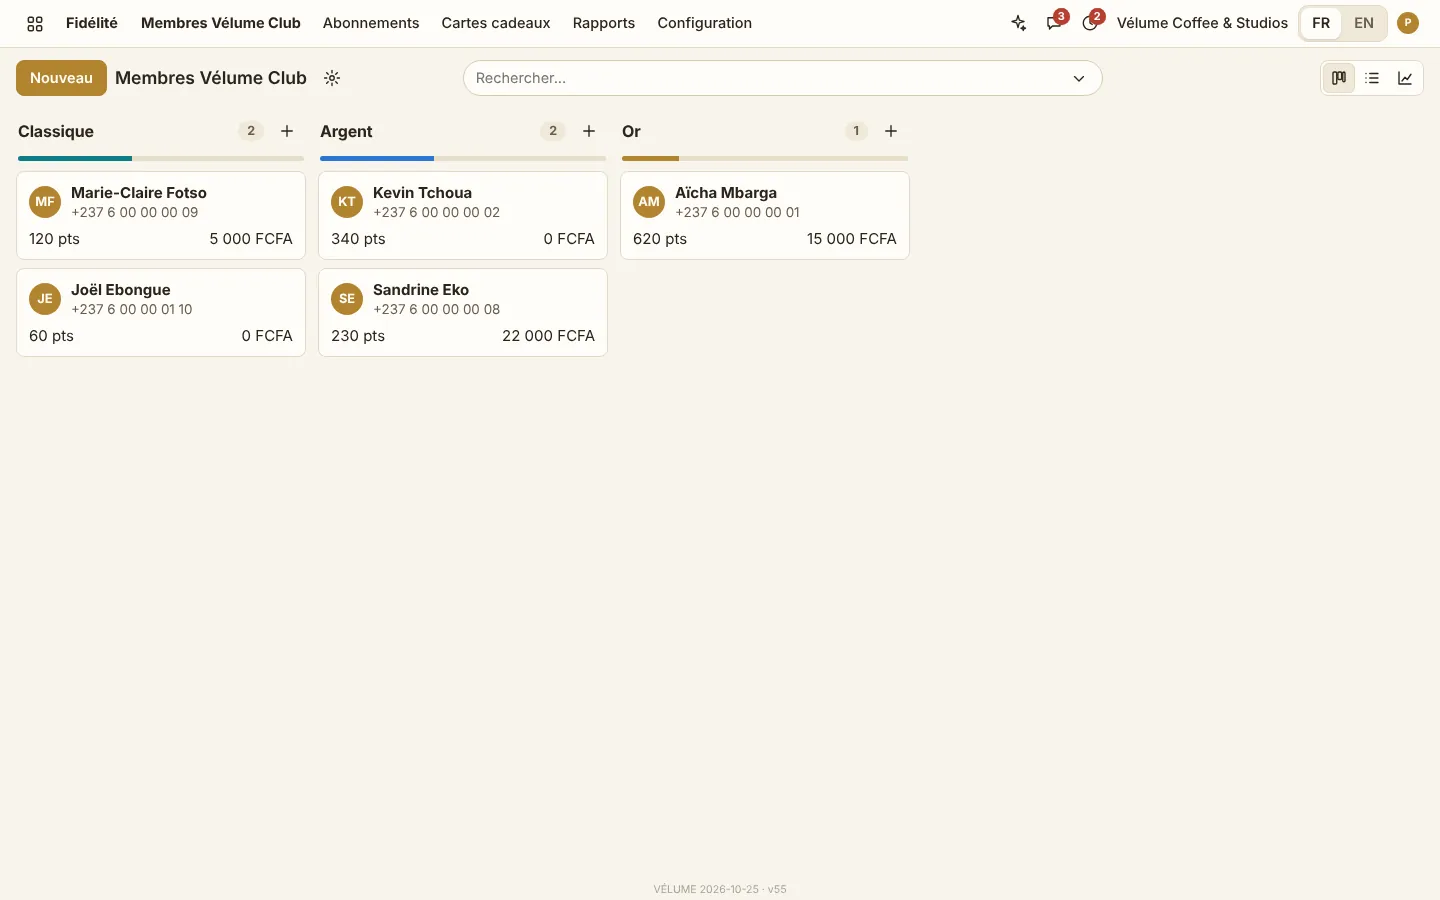 Fidélité Membres Vélume Club Abonnements Cartes cadeaux Rapports Configuration 3 2 Vélume Coffee & Studios FR EN P
Nouveau Membres Vélume Club Rechercher...
Classique 2
MF Marie-Claire Fotso
+237 6 00 00 00 09
120 pts 5 000 FCFA
JE Joël Ebongue
+237 6 00 00 01 10
60 pts 0 FCFA
Argent 2
KT Kevin Tchoua
+237 6 00 00 00 02
340 pts 0 FCFA
SE Sandrine Eko
+237 6 00 00 00 08
230 pts 22 000 FCFA
Or 1
AM Aïcha Mbarga
+237 6 00 00 00 01
620 pts 15 000 FCFA
VÉLUME 2026-10-25 · v55